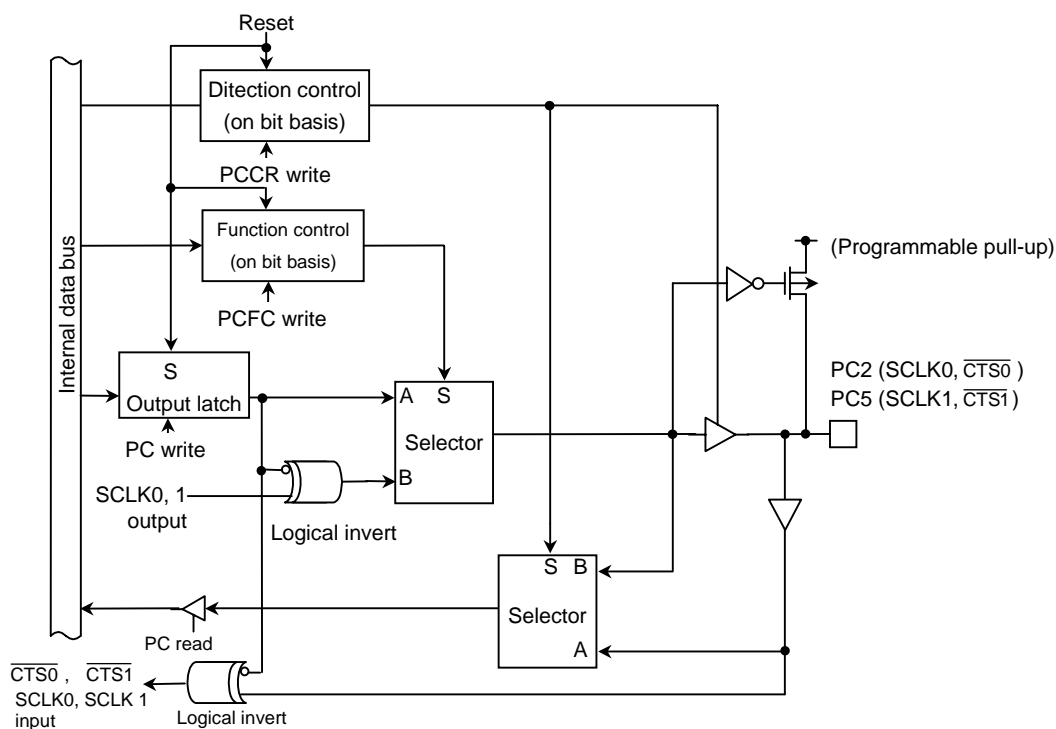 Reset
Ditection control
(on bit basis)
PCCR write
Function control
(on bit basis)
PCFC write
Internal data bus
S
Output latch
PC write
A S
Selector
B
SCLK0, 1
output
Logical invert
(Programmable pull-up)
PC2 (SCLK0, CTS0 )
PC5 (SCLK1, CTS1)
S B
Selector
A
PC read
CTS0 , CTS1
SCLK0, SCLK 1
input
Logical invert